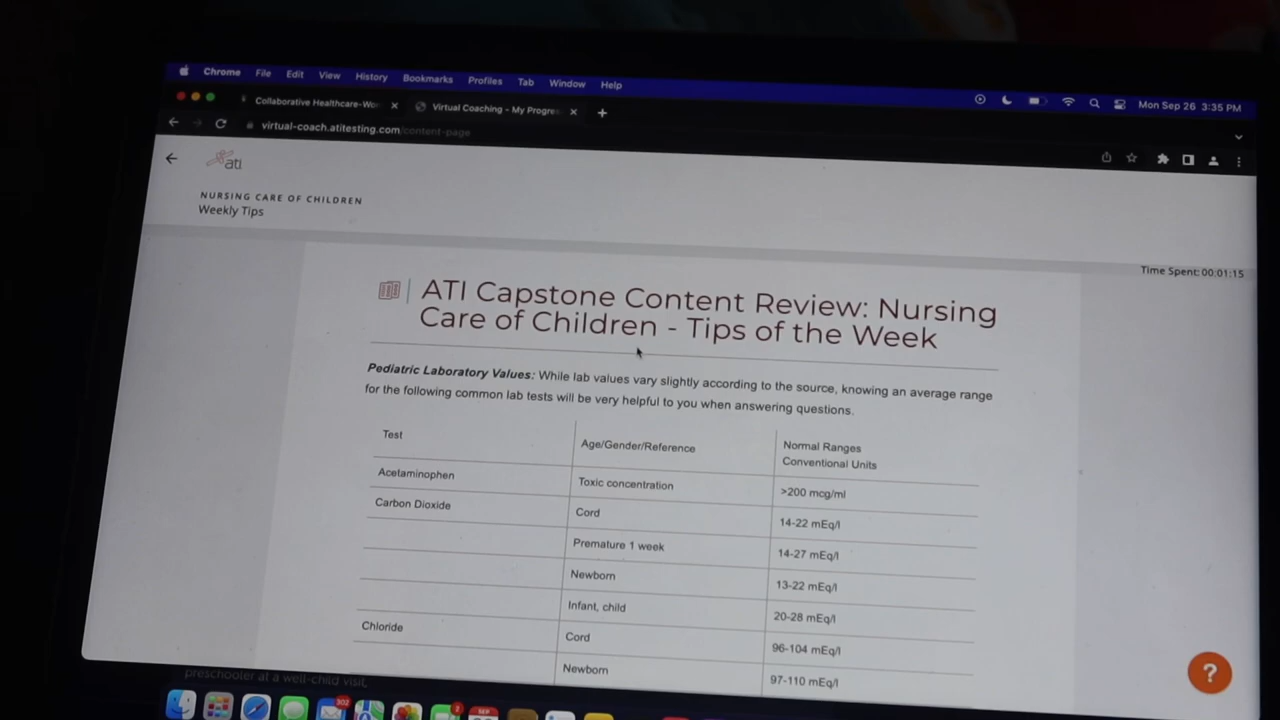 Chrome File Edit View History Bookmarks Profiles Tab Window Help Mon Sep 26 3:35 PM
Collaborative Healthcare-Wor Virtual Coaching - My Progres
virtual-coach.atitesting.com/content-page
ati
NURSING CARE OF CHILDREN
Weekly Tips
Time Spent: 00:01:15
ATI Capstone Content Review: Nursing
Care of Children - Tips of the Week
Pediatric Laboratory Values: While lab values vary slightly according to the source, knowing an average range
for the following common lab tests will be very helpful to you when answering questions.
Test Age/Gender/Reference Normal Ranges
Conventional Units
Acetaminophen Toxic concentration >200 mcg/ml
Carbon Dioxide Cord 14-22 mEq/l
Premature 1 week 14-27 mEq/l
Newborn 13-22 mEq/l
Infant, child 20-28 mEq/l
Chloride Cord 96-104 mEq/l
Newborn 97-110 mEq/l
?
preschooler at a well-child visit,
302
2
SEP